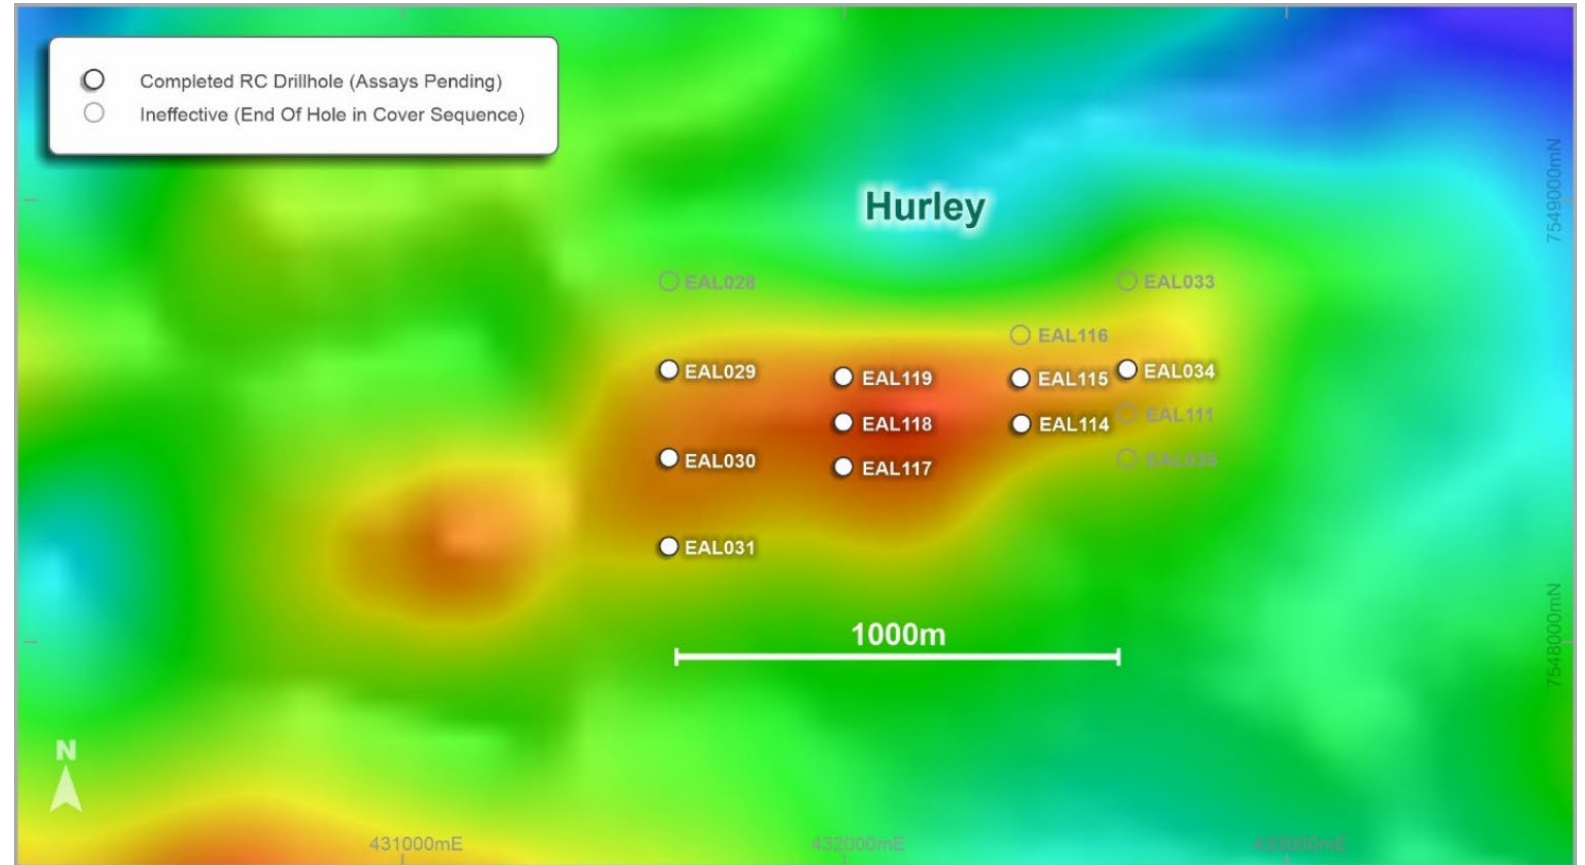 Completed RC Drillhole (Assays Pending)
Ineffective (End Of Hole in Cover Sequence)
Hurley
7549000mN
EAL028
EAL033
EAL116
EAL029
EAL119
EAL115
EAL034
EAL111
EAL118
EAL114
EAL030
EAL117
EAL031
1000m
7548000mN
N
431000mE
432000mE
433000mE